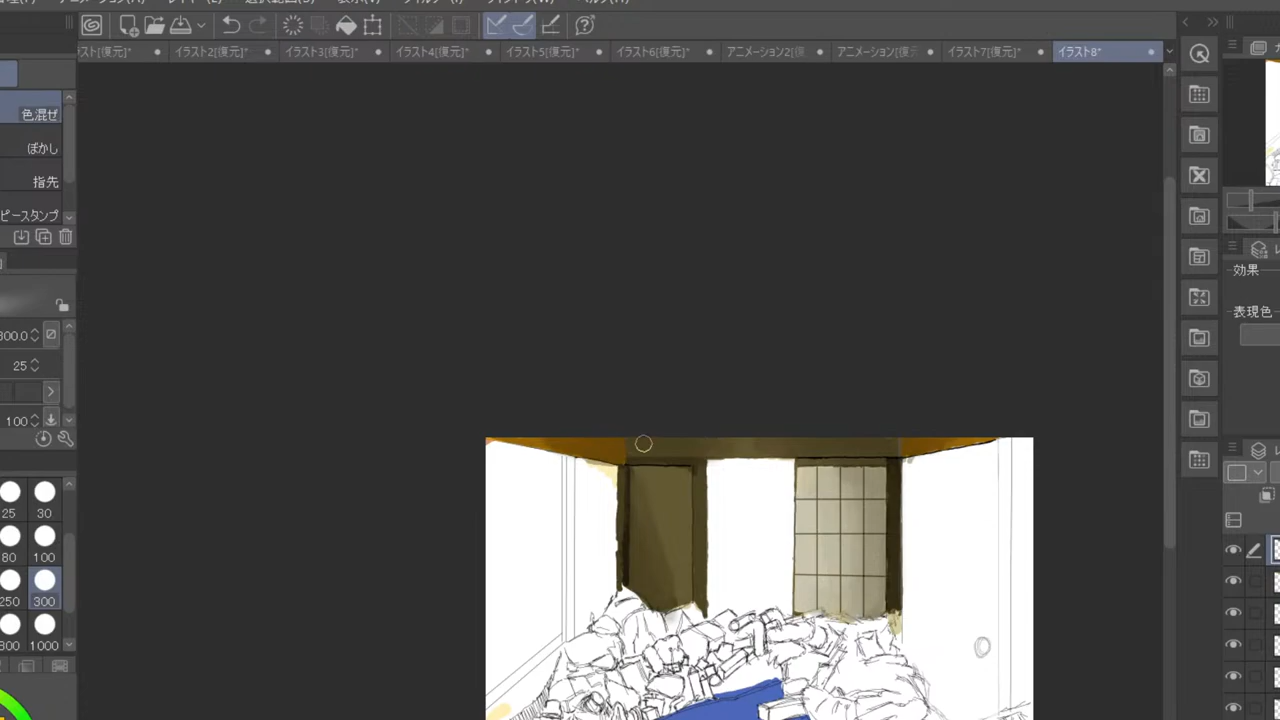 スト[復元]* イラスト2[復元]* イラスト3[復元]* イラスト4[復元]* イラスト5[復元]* イラスト6[復元]* アニメーション2[復 アニメーション[復元 イラスト7[復元]* イラスト8*
色混ぜ
ぼかし
指先
ピースタンプ
300.0
25
100
25 30
80 100
250 300
800 1000
効果
表現色